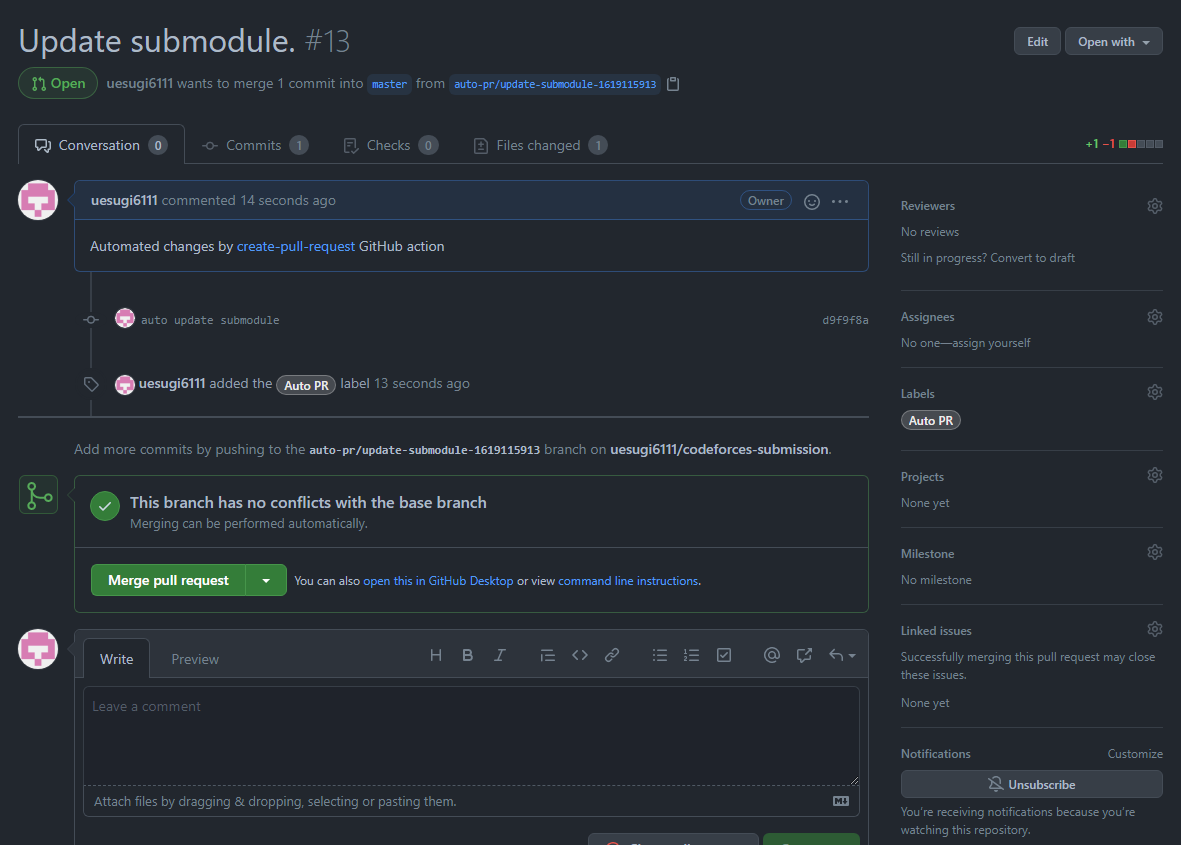 Update submodule. #13
Edit
Open with
Open
uesugi6111 wants to merge 1 commit into master from auto-pr/update-submodule-1619115913
Conversation 0
Commits 1
Checks 0
Files changed 1
+1 −1
uesugi6111 commented 14 seconds ago
Owner
Automated changes by create-pull-request GitHub action
auto update submodule
d9f9f8a
uesugi6111 added the Auto PR label 13 seconds ago
Add more commits by pushing to the auto-pr/update-submodule-1619115913 branch on uesugi6111/codeforces-submission.
This branch has no conflicts with the base branch
Merging can be performed automatically.
Merge pull request
You can also open this in GitHub Desktop or view command line instructions.
Write
Preview
Leave a comment
Attach files by dragging & dropping, selecting or pasting them.
Reviewers
No reviews
Still in progress? Convert to draft
Assignees
No one—assign yourself
Labels
Auto PR
Projects
None yet
Milestone
No milestone
Linked issues
Successfully merging this pull request may close
these issues.
None yet
Notifications
Customize
Unsubscribe
You're receiving notifications because you're
watching this repository.